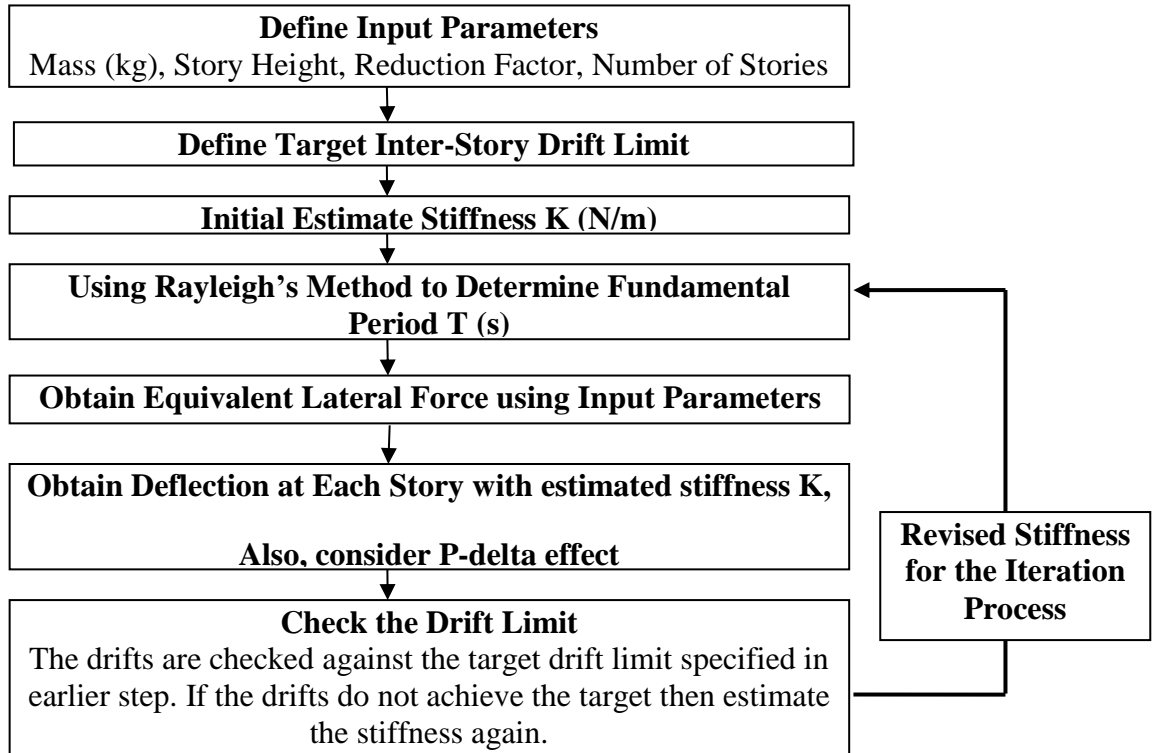 Define Input Parameters
Mass (kg), Story Height, Reduction Factor, Number of Stories
Define Target Inter-Story Drift Limit
Initial Estimate Stiffness K (N/m)
Using Rayleigh’s Method to Determine Fundamental
Period T (s)
Obtain Equivalent Lateral Force using Input Parameters
Obtain Deflection at Each Story with estimated stiffness K,
Also, consider P-delta effect
Check the Drift Limit
The drifts are checked against the target drift limit specified in
earlier step. If the drifts do not achieve the target then estimate
the stiffness again.
Revised Stiffness
for the Iteration
Process